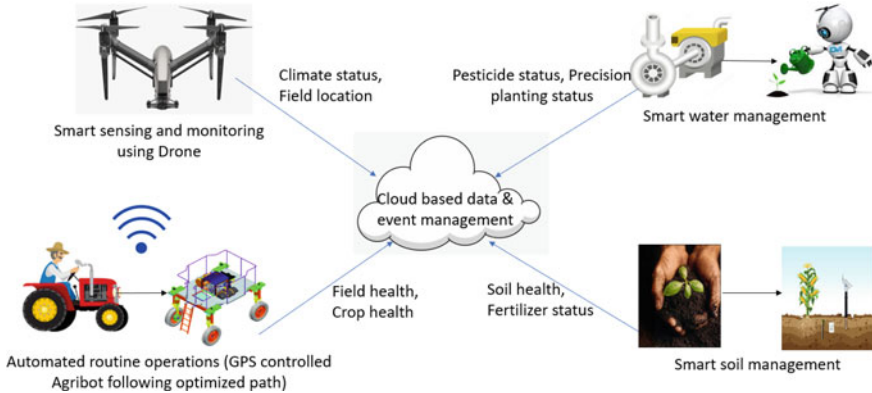 Climate status,
Field location
Pesticide status, Precision
planting status
Smart sensing and monitoring
using Drone
Smart water management
Cloud based data &
event management
Field health,
Crop health
Soil health,
Fertilizer status
Automated routine operations (GPS controlled
Agribot following optimized path)
Smart soil management